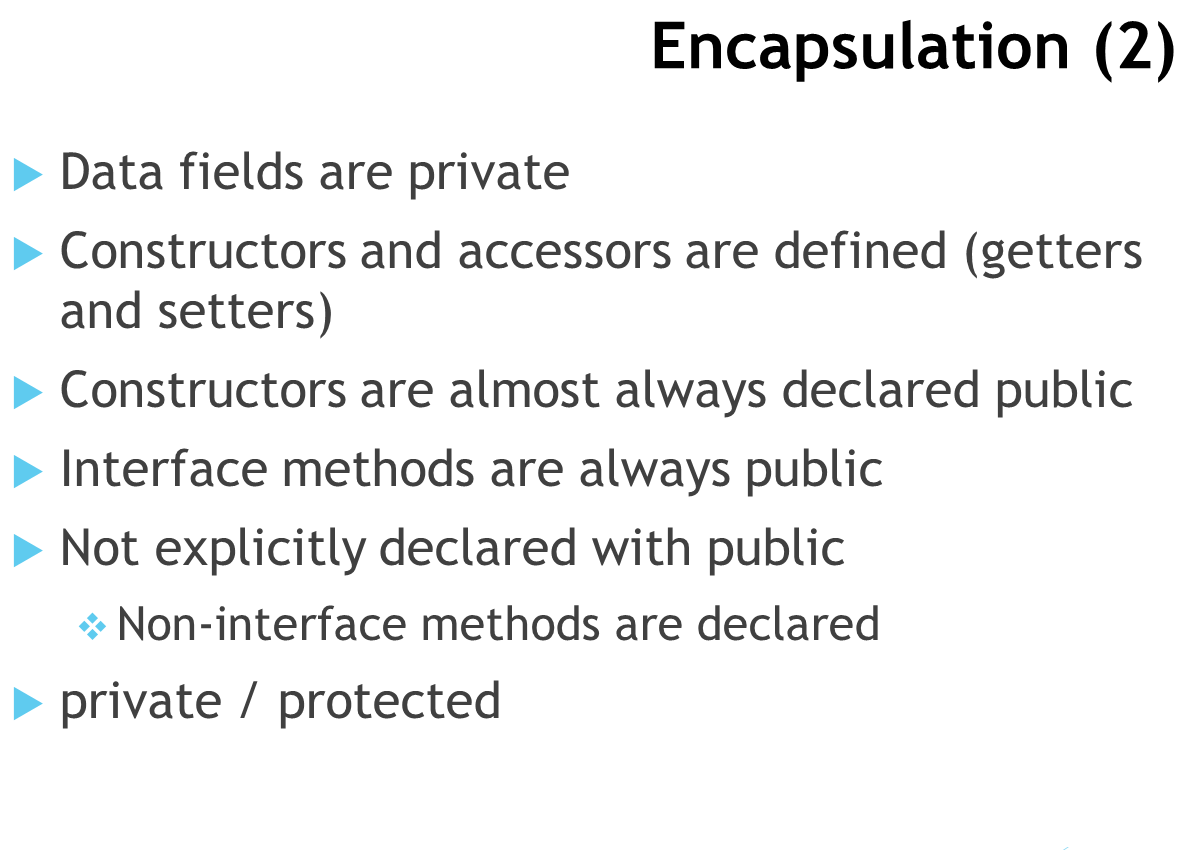 Encapsulation (2)
Data fields are private
Constructors and accessors are defined (getters
and setters)
Constructors are almost always declared public
Interface methods are always public
Not explicitly declared with public
Non-interface methods are declared
private / protected